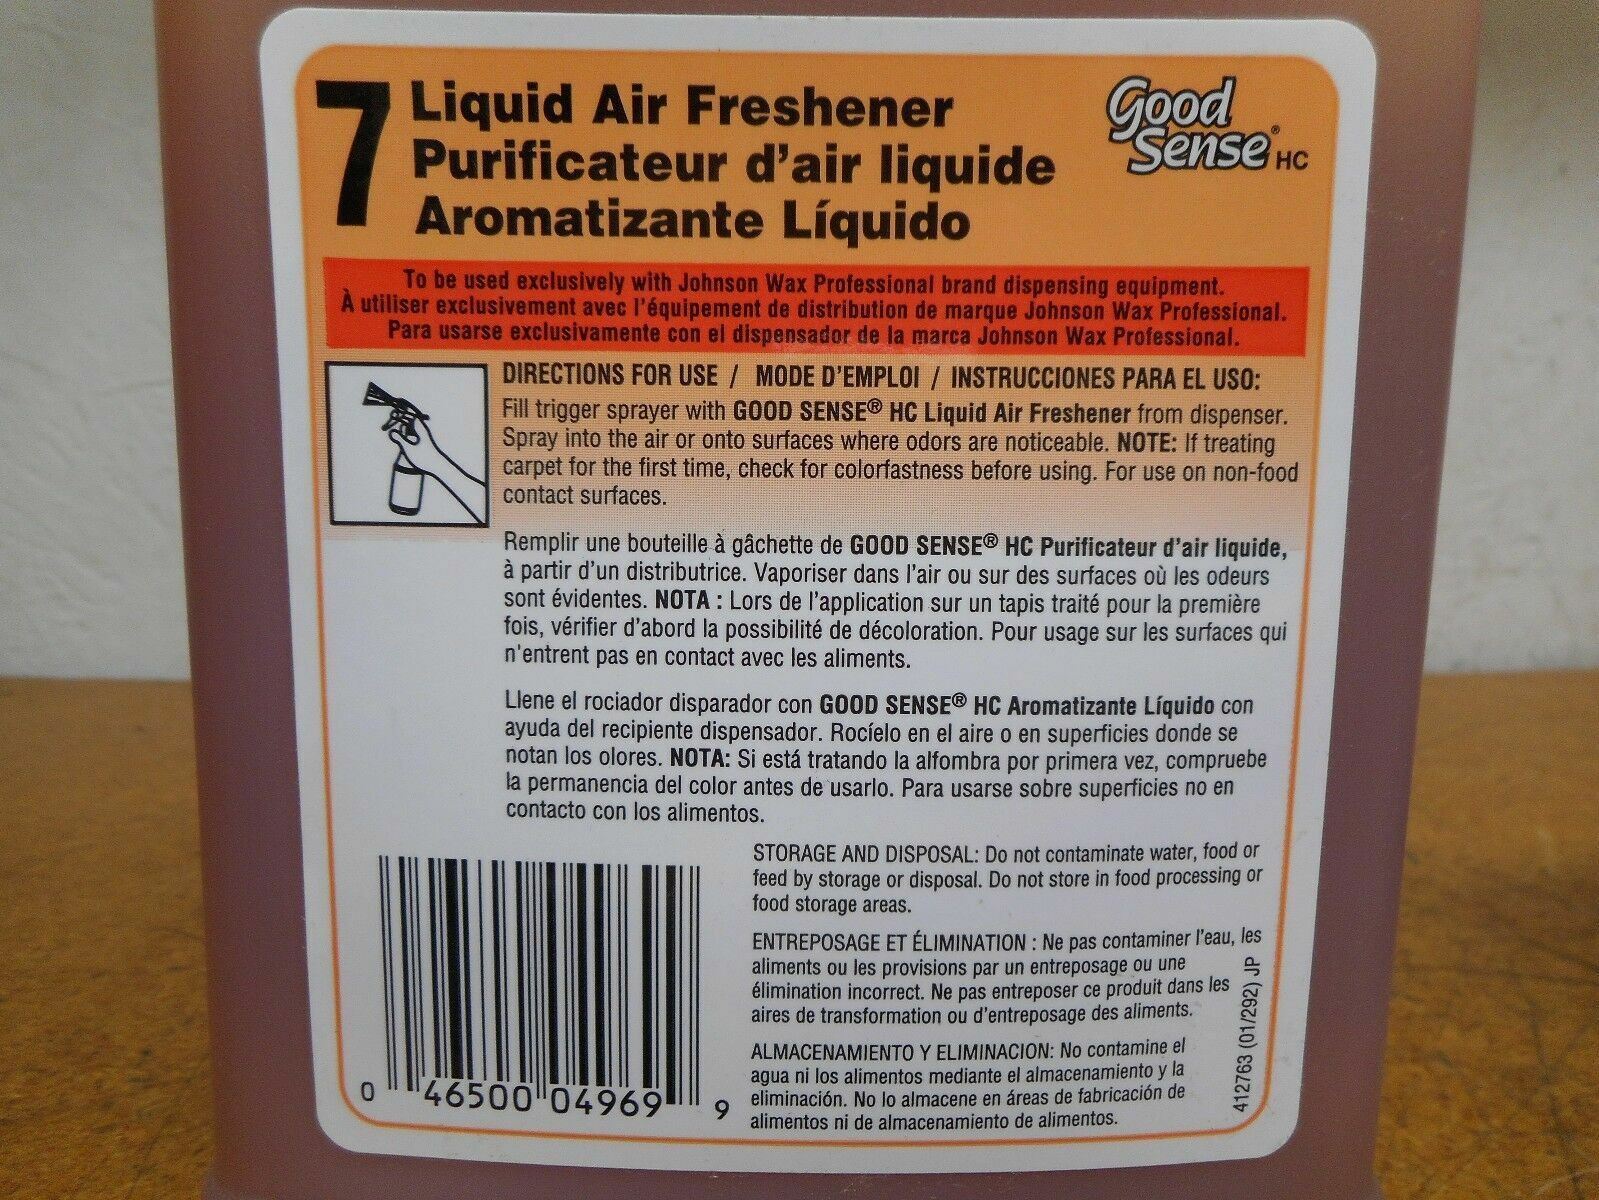 7
Liquid Air Freshener
Purificateur d'air liquide
Aromatizante Líquido
Good
Sense® HC
To be used exclusively with Johnson Wax Professional brand dispensing equipment.
À utiliser exclusivement avec l'équipement de distribution de marque Johnson Wax Professional.
Para usarse exclusivamente con el dispensador de la marca Johnson Wax Professional.
DIRECTIONS FOR USE / MODE D'EMPLOI / INSTRUCCIONES PARA EL USO:
Fill trigger sprayer with GOOD SENSE® HC Liquid Air Freshener from dispenser.
Spray into the air or onto surfaces where odors are noticeable. NOTE: If treating
carpet for the first time, check for colorfastness before using. For use on non-food
contact surfaces.
Remplir une bouteille à gâchette de GOOD SENSE® HC Purificateur d'air liquide,
à partir d'un distributrice. Vaporiser dans l'air ou sur des surfaces où les odeurs
sont évidentes. NOTA : Lors de l'application sur un tapis traité pour la première
fois, vérifier d'abord la possibilité de décoloration. Pour usage sur les surfaces qui
n'entrent pas en contact avec les aliments.
Llene el rociador disparador con GOOD SENSE® HC Aromatizante Líquido con
ayuda del recipiente dispensador. Rocíelo en el aire o en superficies donde se
notan los olores. NOTA: Si está tratando la alfombra por primera vez, compruebe
la permanencia del color antes de usarlo. Para usarse sobre superficies no en
contacto con los alimentos.
STORAGE AND DISPOSAL: Do not contaminate water, food or
feed by storage or disposal. Do not store in food processing or
food storage areas.
ENTREPOSAGE ET ÉLIMINATION : Ne pas contaminer l'eau, les
aliments ou les provisions par un entreposage ou une
élimination incorrect. Ne pas entreposer ce produit dans les
aires de transformation ou d'entreposage des aliments.
ALMACENAMIENTO Y ELIMINACION: No contamine el
agua ni los alimentos mediante el almacenamiento y la
eliminación. No lo almacene en áreas de fabricación de
alimentos ni de almacenamiento de alimentos.
0 46500 04969 9
412763 (01/292) JP